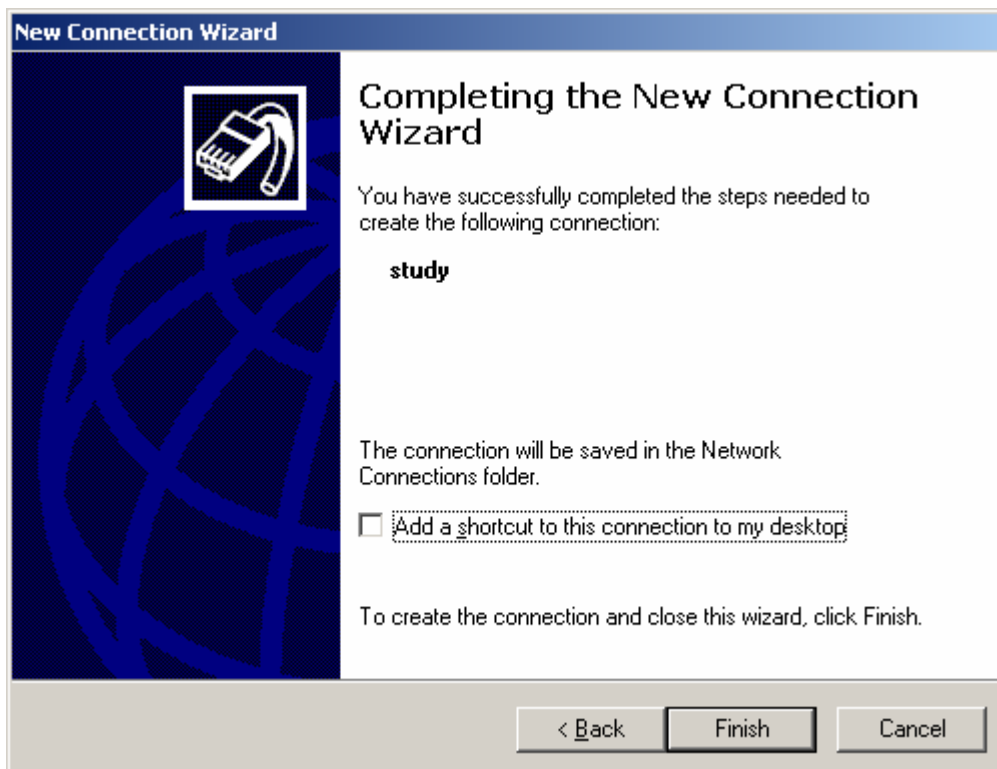 New Connection Wizard
Completing the New Connection
Wizard
You have successfully completed the steps needed to
create the following connection:
study
The connection will be saved in the Network
Connections folder.
Add a shortcut to this connection to my desktop
To create the connection and close this wizard, click Finish.
< Back Finish Cancel